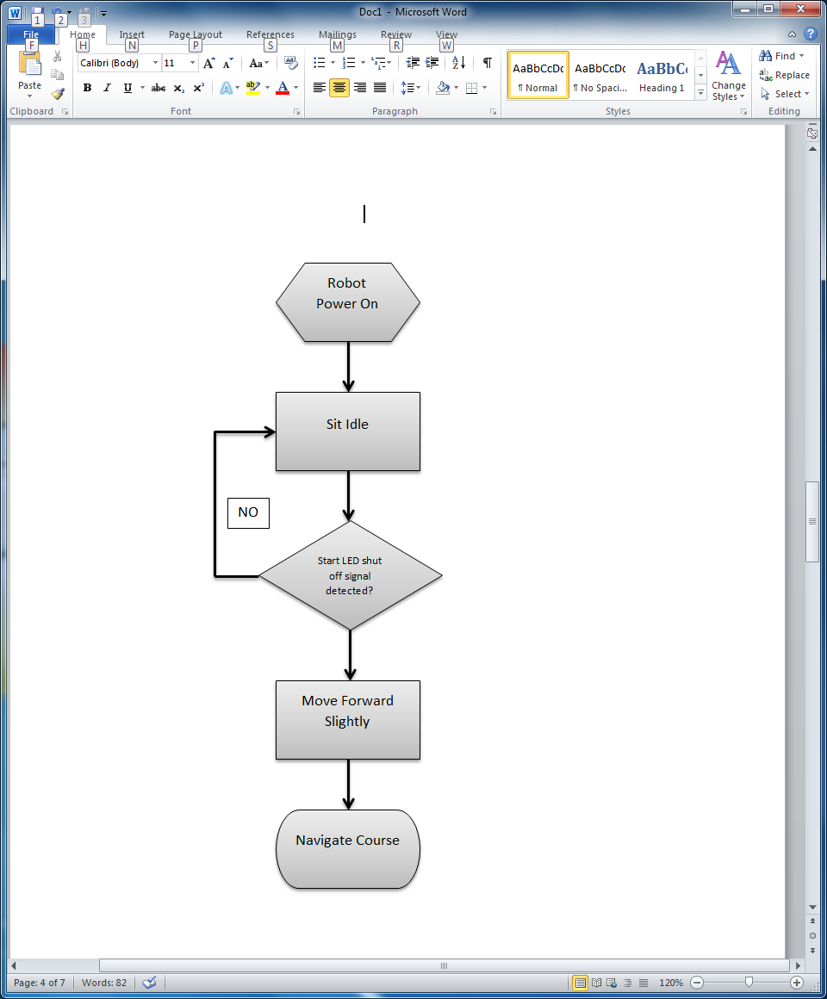 Doc1 - Microsoft Word
1 2 3
File Home Insert Page Layout References Mailings Review View
F H N P S M R W
Paste
Clipboard
Calibri (Body) 11 A A Aa
B I U abc X₂ X² A ab A
Font
A Z ¶
Paragraph
AaBbCcDc AaBbCcDc AaBbC
¶ Normal ¶ No Spaci... Heading 1
Styles
Change
Styles
Find
Replace
Select
Editing
Robot
Power On
Sit Idle
NO
Start LED shut
off signal
detected?
Move Forward
Slightly
Navigate Course
Page: 4 of 7 Words: 82 120%